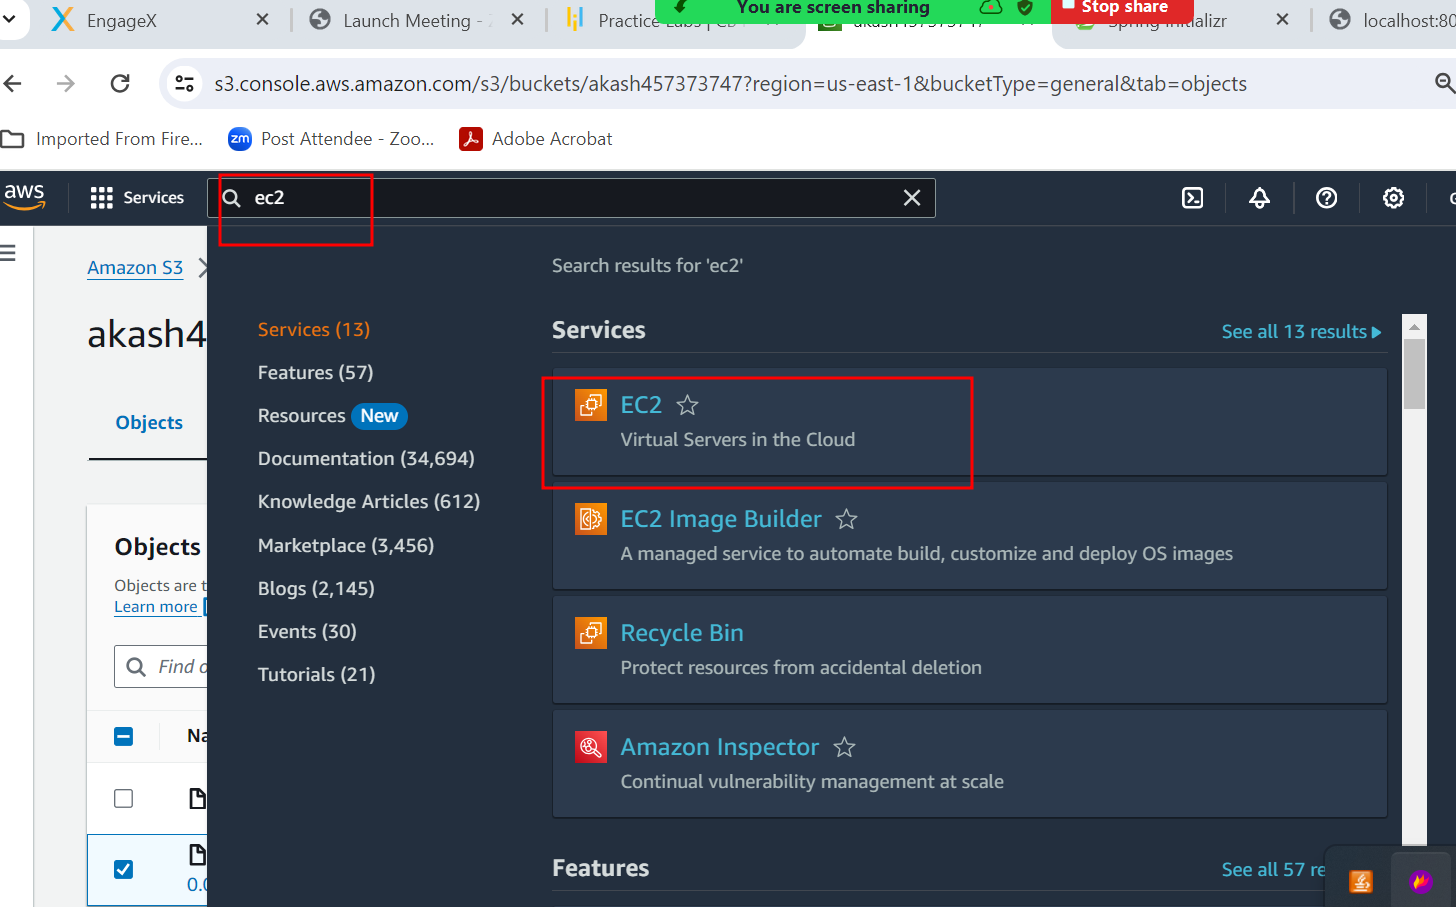 You are screen sharing
Stop share
EngageX
Launch Meeting -
Practice Labs
localhost:80
s3.console.aws.amazon.com/s3/buckets/akash457373747?region=us-east-1&bucketType=general&tab=objects
Imported From Fire...
zm Post Attendee - Zoo...
Adobe Acrobat
aws
Services
ec2
Amazon S3
Search results for 'ec2'
akash4
Services (13)
Features (57)
Resources New
Documentation (34,694)
Knowledge Articles (612)
Marketplace (3,456)
Blogs (2,145)
Events (30)
Tutorials (21)
Services
See all 13 results
EC2
Virtual Servers in the Cloud
EC2 Image Builder
A managed service to automate build, customize and deploy OS images
Recycle Bin
Protect resources from accidental deletion
Amazon Inspector
Continual vulnerability management at scale
Features
See all 57 re
Objects
Objects
Objects are t
Learn more
Find o
Na
0.0